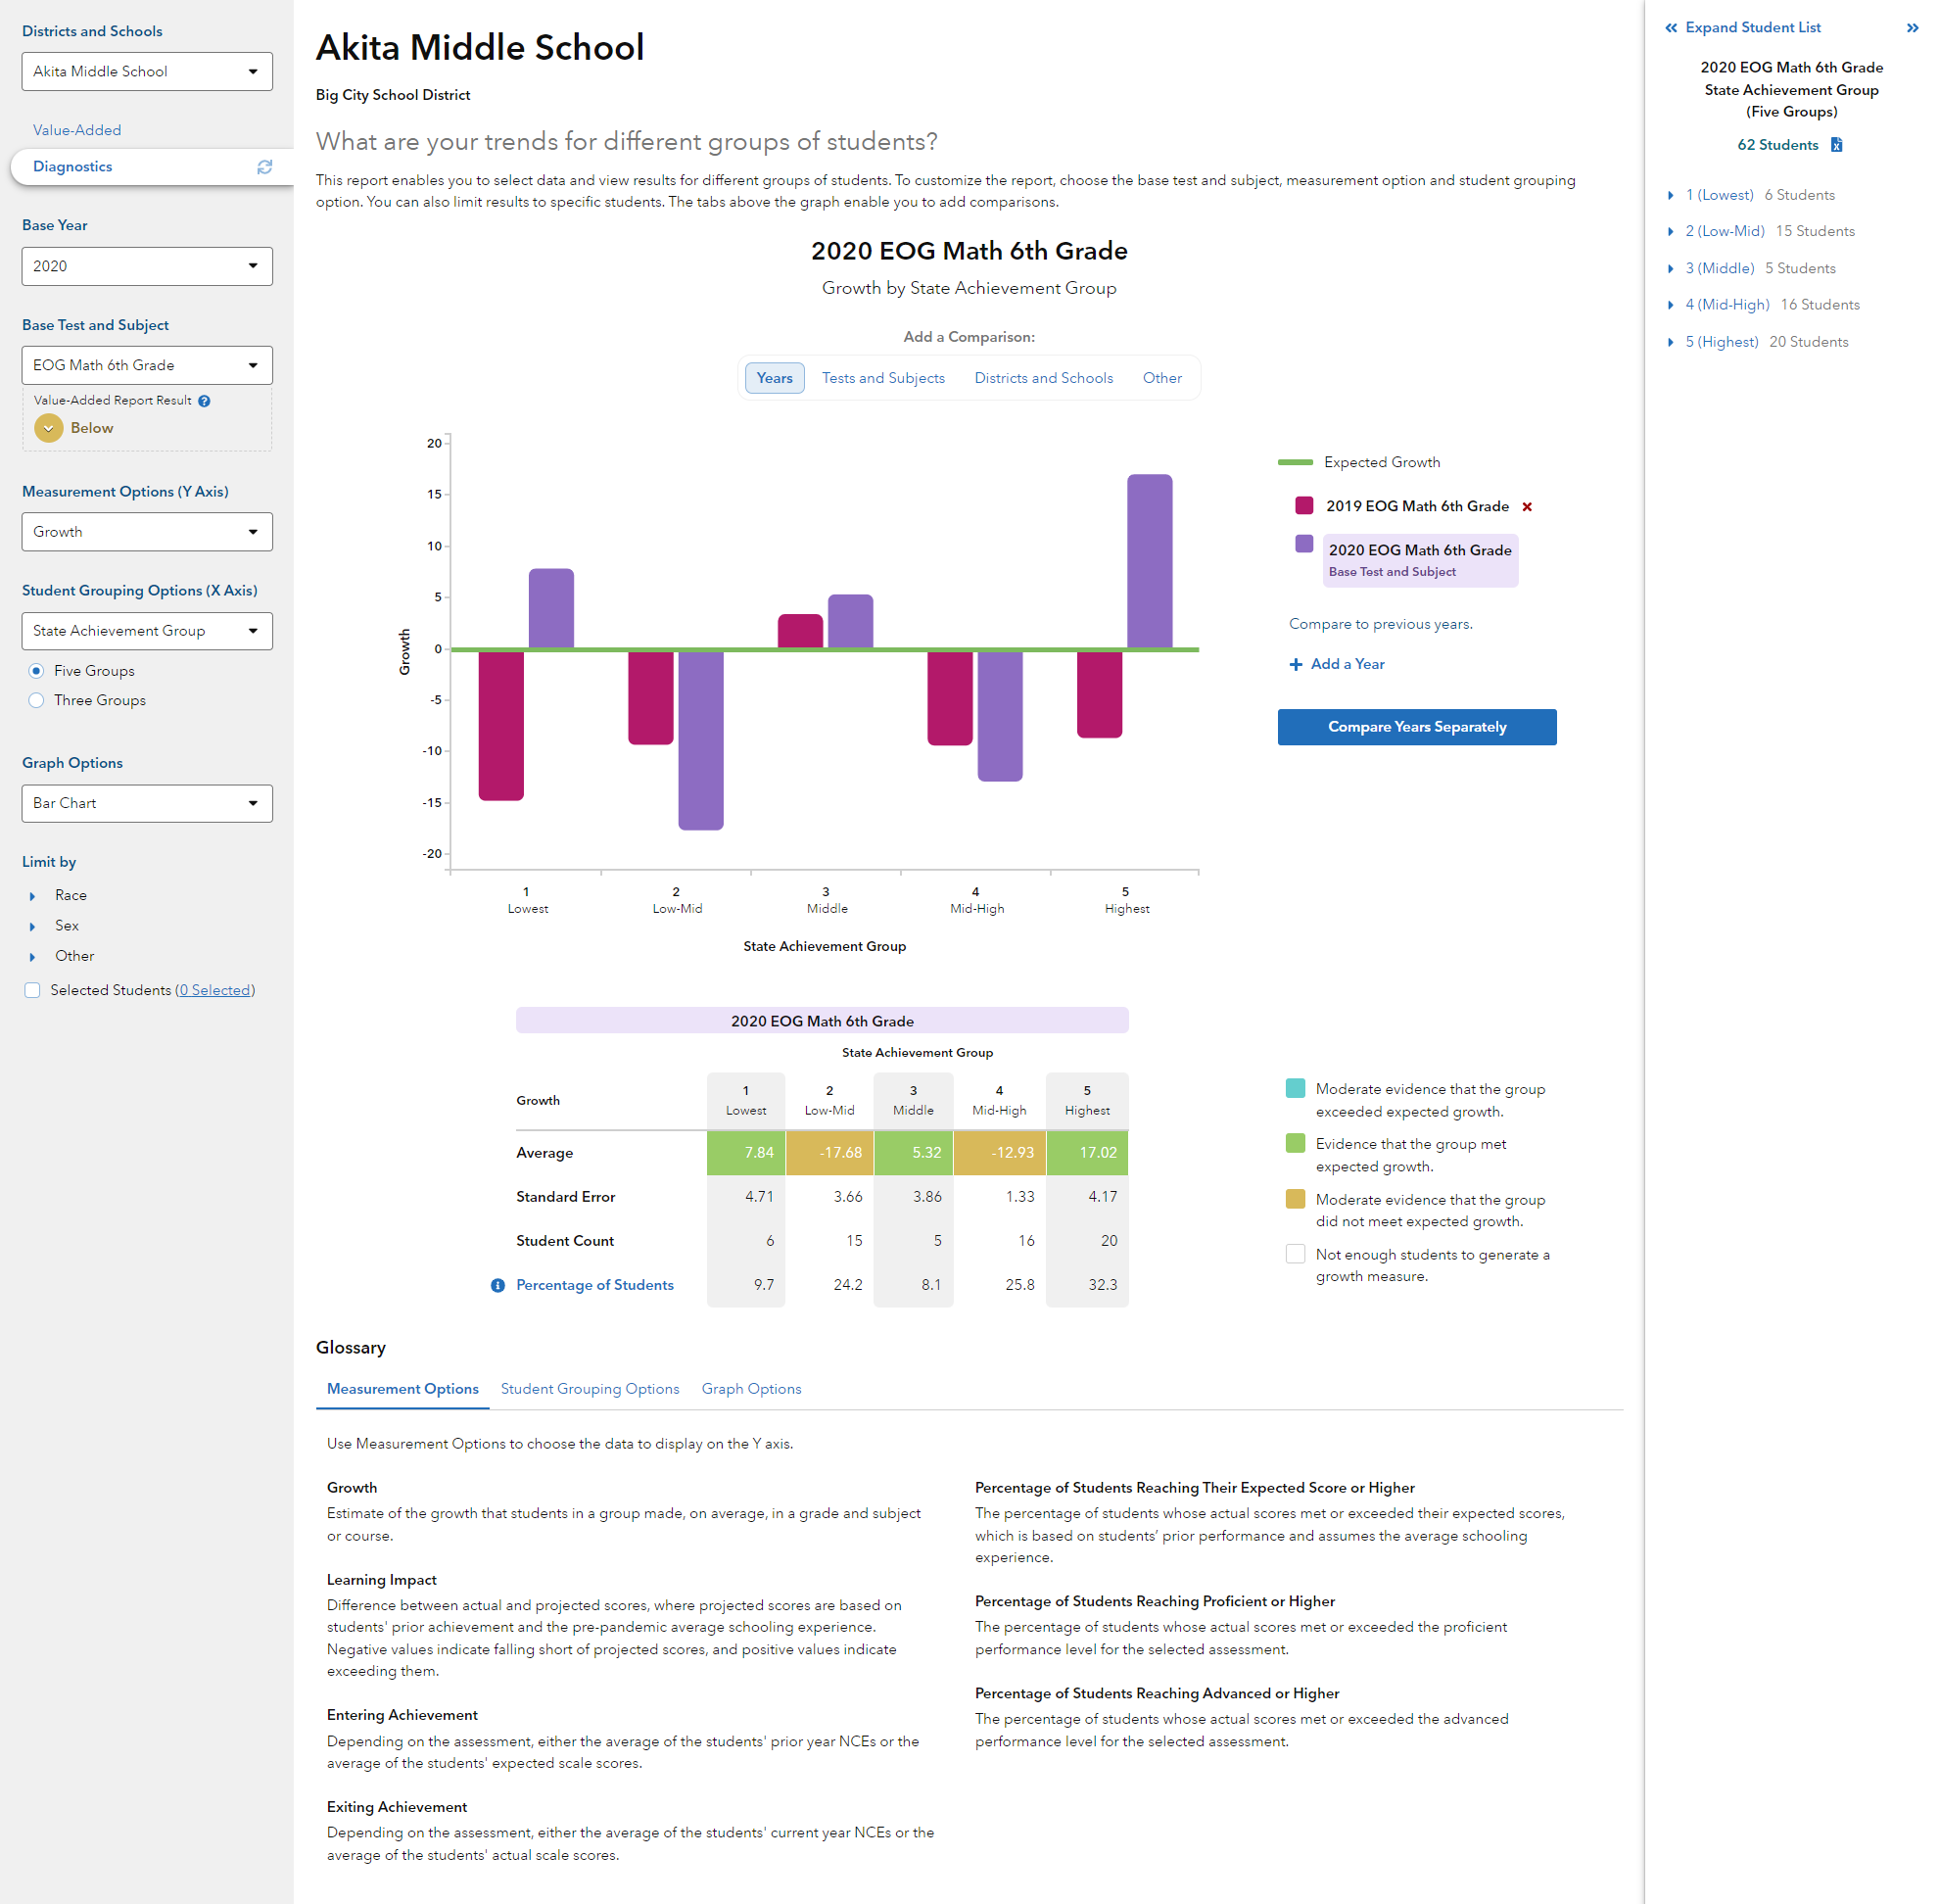 Districts and Schools
Akita Middle School
Value-Added
Diagnostics
Base Year
2020
Base Test and Subject
EOG Math 6th Grade
Value-Added Report Result ?
Below
Measurement Options (Y Axis)
Growth
Student Grouping Options (X Axis)
State Achievement Group
Five Groups
Three Groups
Graph Options
Bar Chart
Limit by
Race
Sex
Other
Selected Students (0 Selected)
Akita Middle School
Big City School District
What are your trends for different groups of students?
This report enables you to select data and view results for different groups of students. To customize the report, choose the base test and subject, measurement option and student grouping
option. You can also limit results to specific students. The tabs above the graph enable you to add comparisons.
2020 EOG Math 6th Grade
Growth by State Achievement Group
Add a Comparison:
Years Tests and Subjects Districts and Schools Other
20
15
10
5
0
-5
-10
-15
-20
Growth
1 2 3 4 5
Lowest Low-Mid Middle Mid-High Highest
State Achievement Group
Expected Growth
2019 EOG Math 6th Grade
2020 EOG Math 6th Grade
Base Test and Subject
Compare to previous years.
+ Add a Year
Compare Years Separately
2020 EOG Math 6th Grade
State Achievement Group
1 2 3 4 5
Growth Lowest Low-Mid Middle Mid-High Highest
Average 7.84 -17.68 5.32 -12.93 17.02
Standard Error 4.71 3.66 3.86 1.33 4.17
Student Count 6 15 5 16 20
i Percentage of Students 9.7 24.2 8.1 25.8 32.3
Moderate evidence that the group
exceeded expected growth.
Evidence that the group met
expected growth.
Moderate evidence that the group
did not meet expected growth.
Not enough students to generate a
growth measure.
Glossary
Measurement Options Student Grouping Options Graph Options
Use Measurement Options to choose the data to display on the Y axis.
Growth
Estimate of the growth that students in a group made, on average, in a grade and subject
or course.
Learning Impact
Difference between actual and projected scores, where projected scores are based on
students' prior achievement and the pre-pandemic average schooling experience.
Negative values indicate falling short of projected scores, and positive values indicate
exceeding them.
Entering Achievement
Depending on the assessment, either the average of the students' prior year NCEs or the
average of the students' expected scale scores.
Exiting Achievement
Depending on the assessment, either the average of the students' current year NCEs or the
average of the students' actual scale scores.
Percentage of Students Reaching Their Expected Score or Higher
The percentage of students whose actual scores met or exceeded their expected scores,
which is based on students’ prior performance and assumes the average schooling
experience.
Percentage of Students Reaching Proficient or Higher
The percentage of students whose actual scores met or exceeded the proficient
performance level for the selected assessment.
Percentage of Students Reaching Advanced or Higher
The percentage of students whose actual scores met or exceeded the advanced
performance level for the selected assessment.
Expand Student List
2020 EOG Math 6th Grade
State Achievement Group
(Five Groups)
62 Students
1 (Lowest) 6 Students
2 (Low-Mid) 15 Students
3 (Middle) 5 Students
4 (Mid-High) 16 Students
5 (Highest) 20 Students